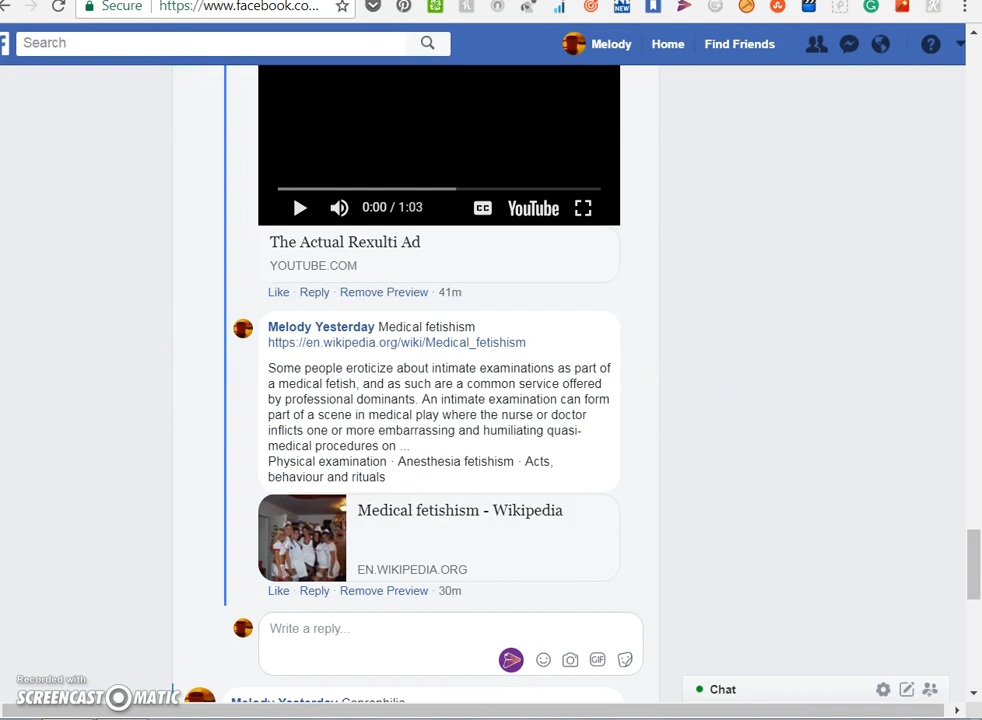 Secure
https://www.facebook.co...
NEW
Search
Melody
Home
Find Friends
0:00 / 1:03
CC
YouTube
The Actual Rexulti Ad
YOUTUBE.COM
Like · Reply · Remove Preview · 41m
Melody Yesterday Medical fetishism
https://en.wikipedia.org/wiki/Medical_fetishism
Some people eroticize about intimate examinations as part of
a medical fetish, and as such are a common service offered
by professional dominants. An intimate examination can form
part of a scene in medical play where the nurse or doctor
inflicts one or more embarrassing and humiliating quasi-
medical procedures on ...
Physical examination · Anesthesia fetishism · Acts,
behaviour and rituals
Medical fetishism - Wikipedia
EN.WIKIPEDIA.ORG
Like · Reply · Remove Preview · 30m
Write a reply...
GIF
Recorded with
SCREENCAST O MATIC
Melody Yesterday Coprophilia
Chat